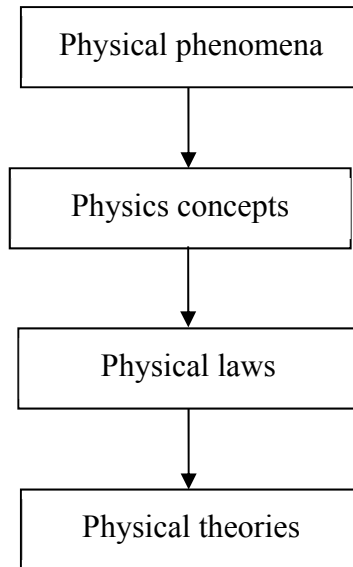 Physical phenomena
Physics concepts
Physical laws
Physical theories